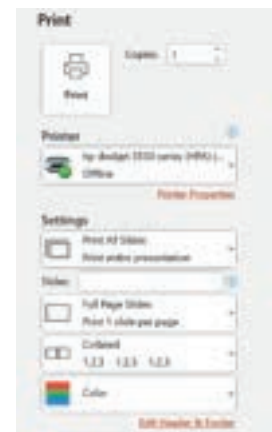 Print
Copies: 1
Print
Printer
hp deskjet 5550 series (HPA) (...
Offline
Printer Properties
Settings
Print All Slides
Print entire presentation
Slides:
Full Page Slides
Print 1 slide per page
Collated
1,2,3 1,2,3 1,2,3
Color
Edit Header & Footer